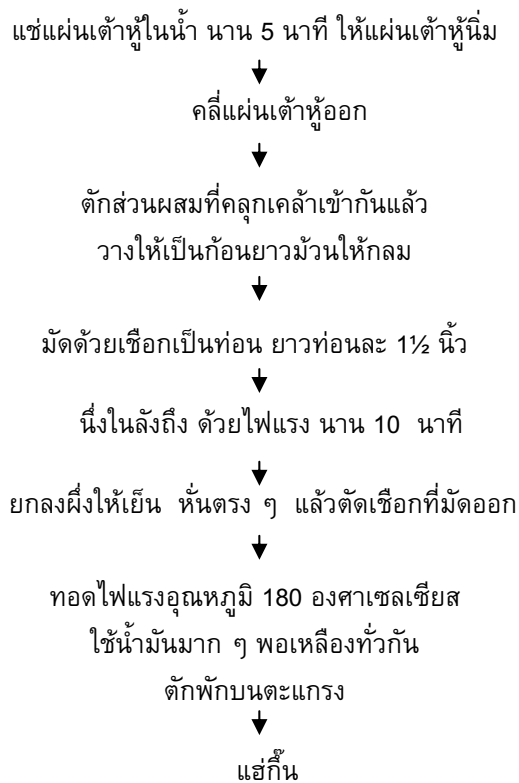 แช่แผ่นเต้าหู้ในน้ำ นาน 5 นาที ให้แผ่นเต้าหู้นิ่ม
คลี่แผ่นเต้าหู้ออก
ตักส่วนผสมที่คลุกเคล้าเข้ากันแล้ว
วางให้เป็นก้อนยาวม้วนให้กลม
มัดด้วยเชือกเป็นท่อน ยาวท่อนละ 1½ นิ้ว
นึ่งในลังถึง ด้วยไฟแรง นาน 10 นาที
ยกลงผึ่งให้เย็น หั่นตรง ๆ แล้วตัดเชือกที่มัดออก
ทอดไฟแรงอุณหภูมิ 180 องศาเซลเซียส
ใช้น้ำมันมาก ๆ พอเหลืองทั่วกัน
ตักพักบนตะแกรง
แฮ่กึ๊น